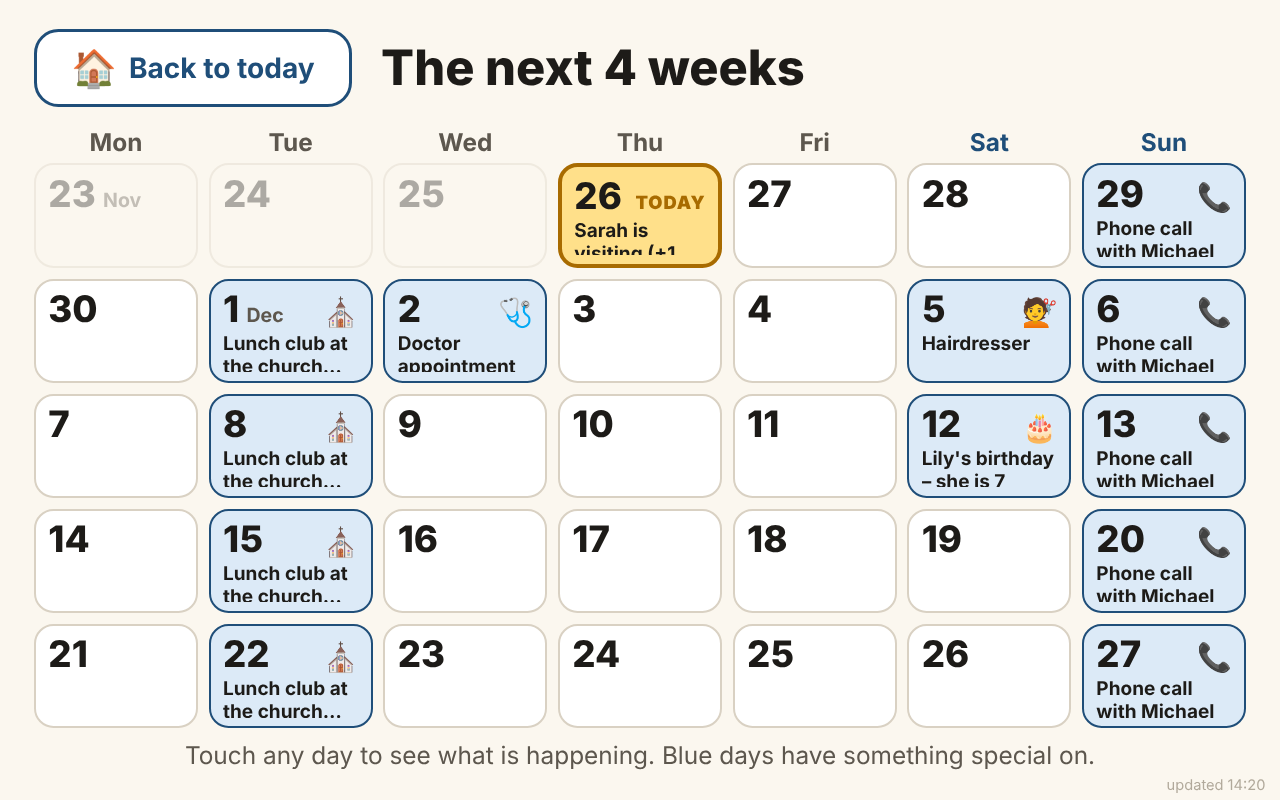 Back to today
The next 4 weeks
Mon Tue Wed Thu Fri Sat Sun
23 Nov
24
25
26 TODAY
Sarah is
visiting (+1
27
28
29
Phone call
with Michael
30
1 Dec
Lunch club at
the church…
2
Doctor
appointment
3
4
5
Hairdresser
6
Phone call
with Michael
7
8
Lunch club at
the church…
9
10
11
12
Lily's birthday
– she is 7
13
Phone call
with Michael
14
15
Lunch club at
the church…
16
17
18
19
20
Phone call
with Michael
21
22
Lunch club at
the church…
23
24
25
26
27
Phone call
with Michael
Touch any day to see what is happening. Blue days have something special on.
updated 14:20